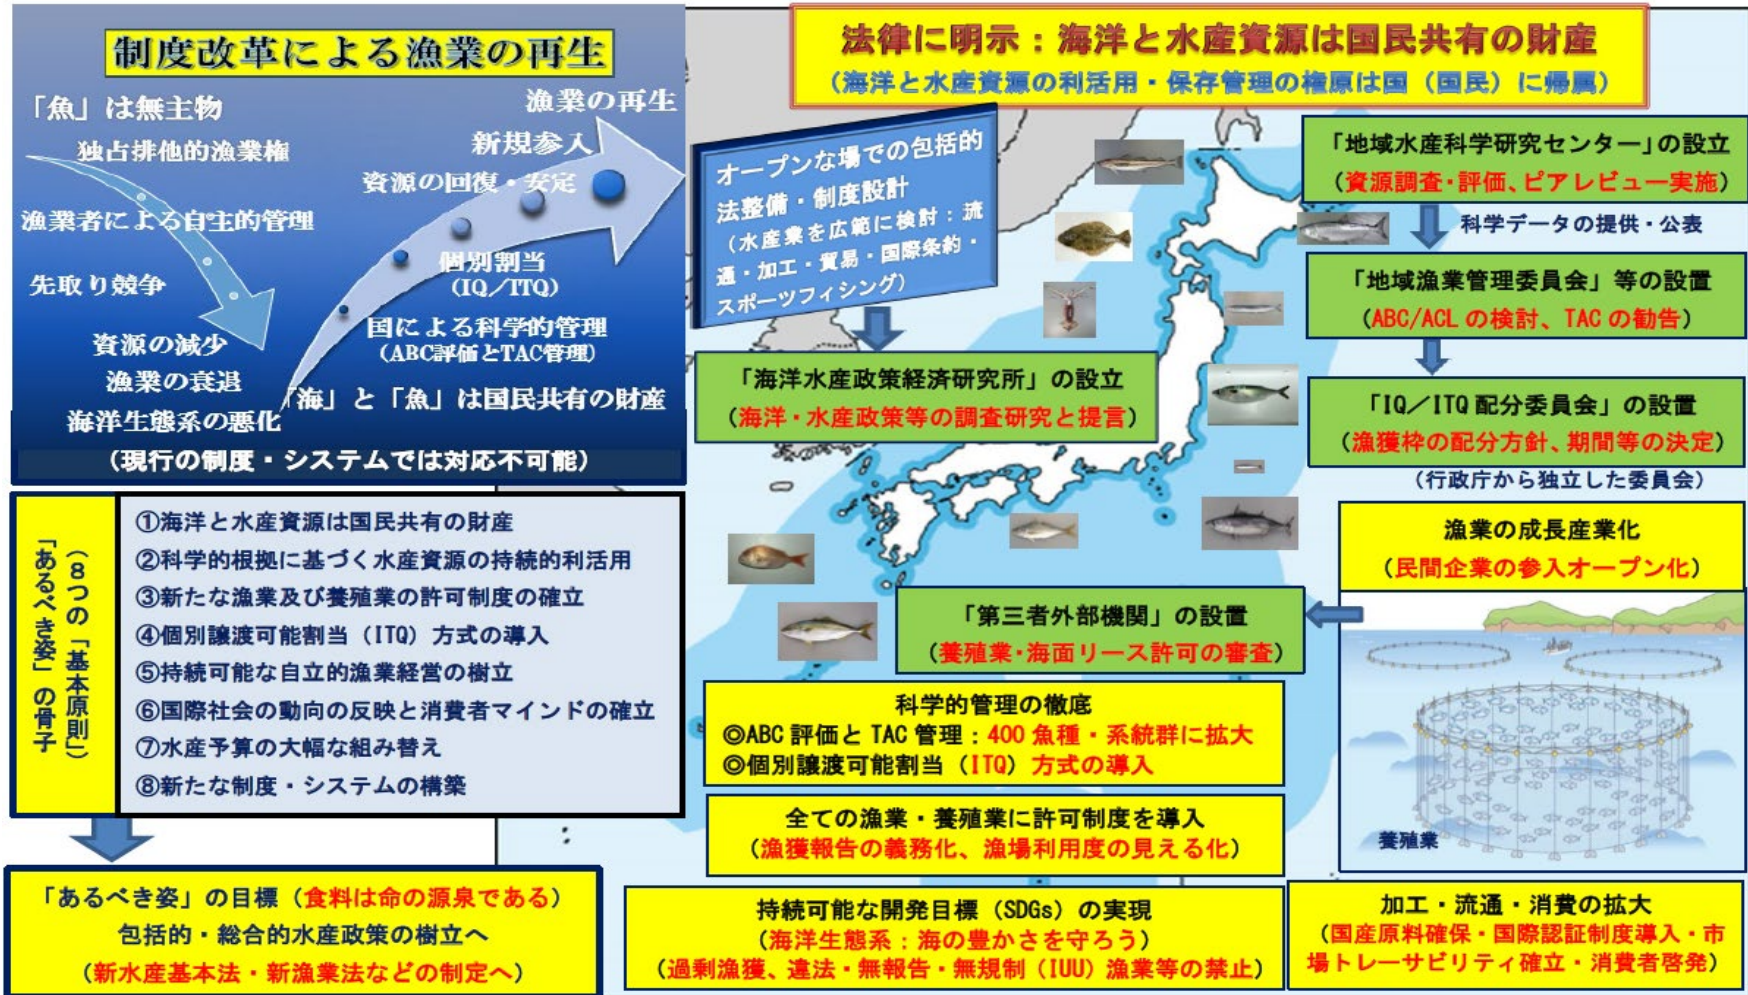 制度改革による漁業の再生
「魚」は無主物
独占排他的漁業権
漁業者による自主的管理
先取り競争
資源の減少
漁業の衰退
海洋生態系の悪化
漁業の再生
新規参入
資源の回復・安定
個別割当
(IQ/ITQ)
国による科学的管理
(ABC評価とTAC管理)
「海」と「魚」は国民共有の財産
(現行の制度・システムでは対応不可能)
法律に明示：海洋と水産資源は国民共有の財産
(海洋と水産資源の利活用・保存管理の権原は国（国民）に帰属)
オープンな場での包括的
法整備・制度設計
(水産業を広範に検討：流
通・加工・貿易・国際条約・
スポーツフィシング)
「海洋水産政策経済研究所」の設立
(海洋・水産政策等の調査研究と提言)
「地域水産科学研究センター」の設立
(資源調査・評価、ピアレビュー実施)
科学データの提供・公表
「地域漁業管理委員会」等の設置
(ABC/ACLの検討、TACの勧告)
「IQ/ITQ配分委員会」の設置
(漁獲枠の配分方針、期間等の決定)
(行政庁から独立した委員会)
漁業の成長産業化
(民間企業の参入オープン化)
養殖業
「第三者外部機関」の設置
(養殖業・海面リース許可の審査)
「あるべき姿」の骨子
(8つの「基本原則」)
①海洋と水産資源は国民共有の財産
②科学的根拠に基づく水産資源の持続的利活用
③新たな漁業及び養殖業の許可制度の確立
④個別譲渡可能割当（ITQ）方式の導入
⑤持続可能な自立的漁業経営の樹立
⑥国際社会の動向の反映と消費者マインドの確立
⑦水産予算の大幅な組み替え
⑧新たな制度・システムの構築
「あるべき姿」の目標（食料は命の源泉である）
包括的・総合的水産政策の樹立へ
(新水産基本法・新漁業法などの制定へ)
科学的管理の徹底
◎ABC評価とTAC管理：400魚種・系統群に拡大
◎個別譲渡可能割当（ITQ）方式の導入
全ての漁業・養殖業に許可制度を導入
(漁獲報告の義務化、漁場利用度の見える化)
持続可能な開発目標（SDGs）の実現
(海洋生態系：海の豊かさを守ろう)
(過剰漁獲、違法・無報告・無規制（IUU）漁業等の禁止)
加工・流通・消費の拡大
(国産原料確保・国際認証制度導入・市
場トレーサビリティ確立・消費者啓発)